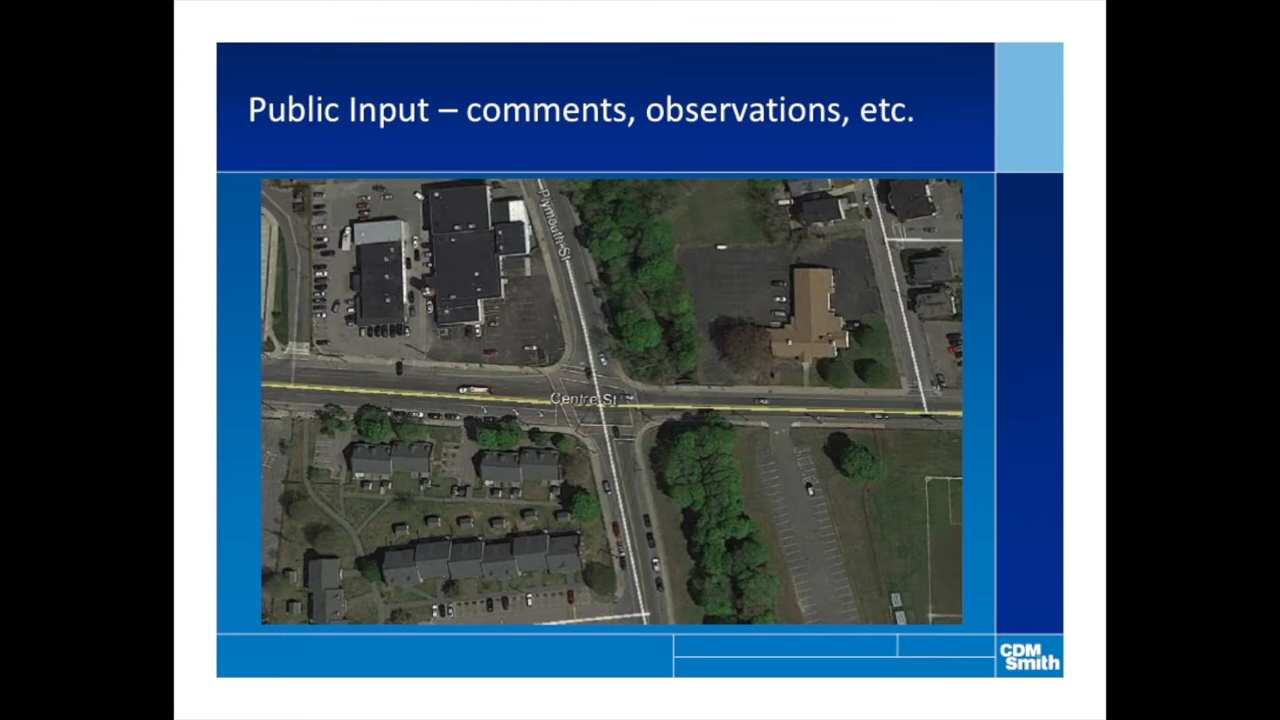 Public Input – comments, observations, etc.
Plymouth St
Centre St
CDM
Smith